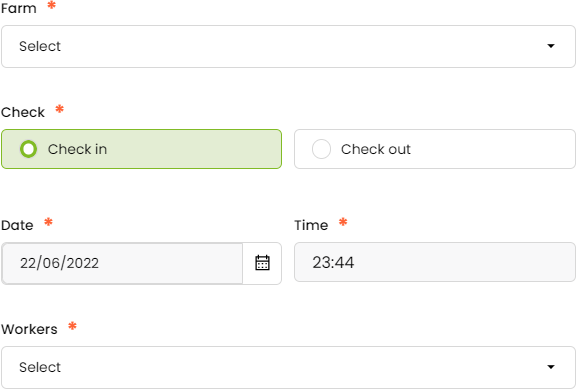 Farm *
Select
Check *
Check in Check out
Date * Time *
22/06/2022 23:44
Workers *
Select